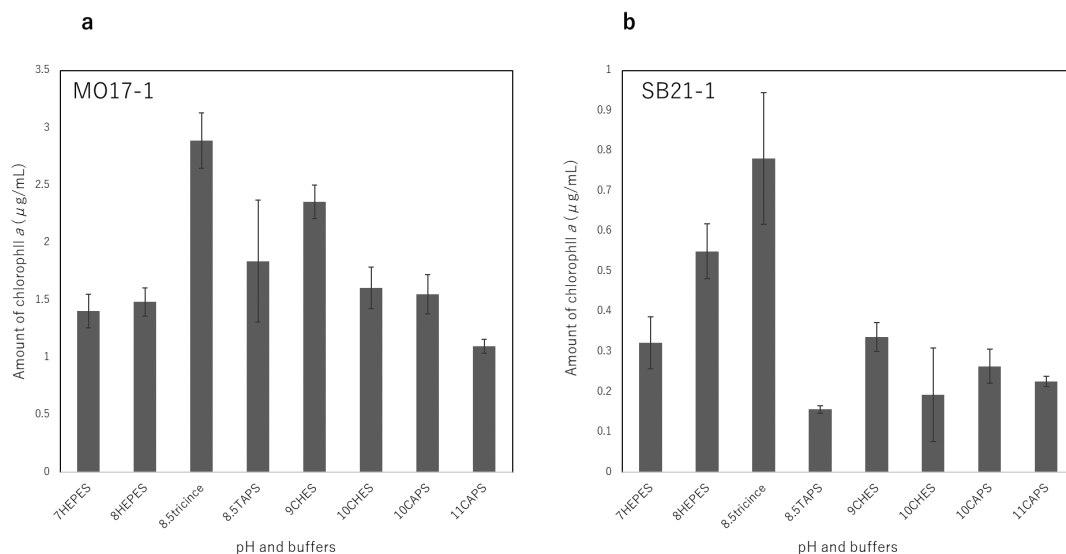 a
MO17-1
Amount of chlorophll a (μg/mL)
3.5
3
2.5
2
1.5
1
0.5
0
7HEPES
8HEPES
8.5tricince
8.5TAPS
9CHES
10CHES
10CAPS
11CAPS
pH and buffers
b
SB21-1
Amount of chlorophll a (μg/mL)
1
0.9
0.8
0.7
0.6
0.5
0.4
0.3
0.2
0.1
0
7HEPES
8HEPES
8.5tricince
8.5TAPS
9CHES
10CHES
10CAPS
11CAPS
pH and buffers